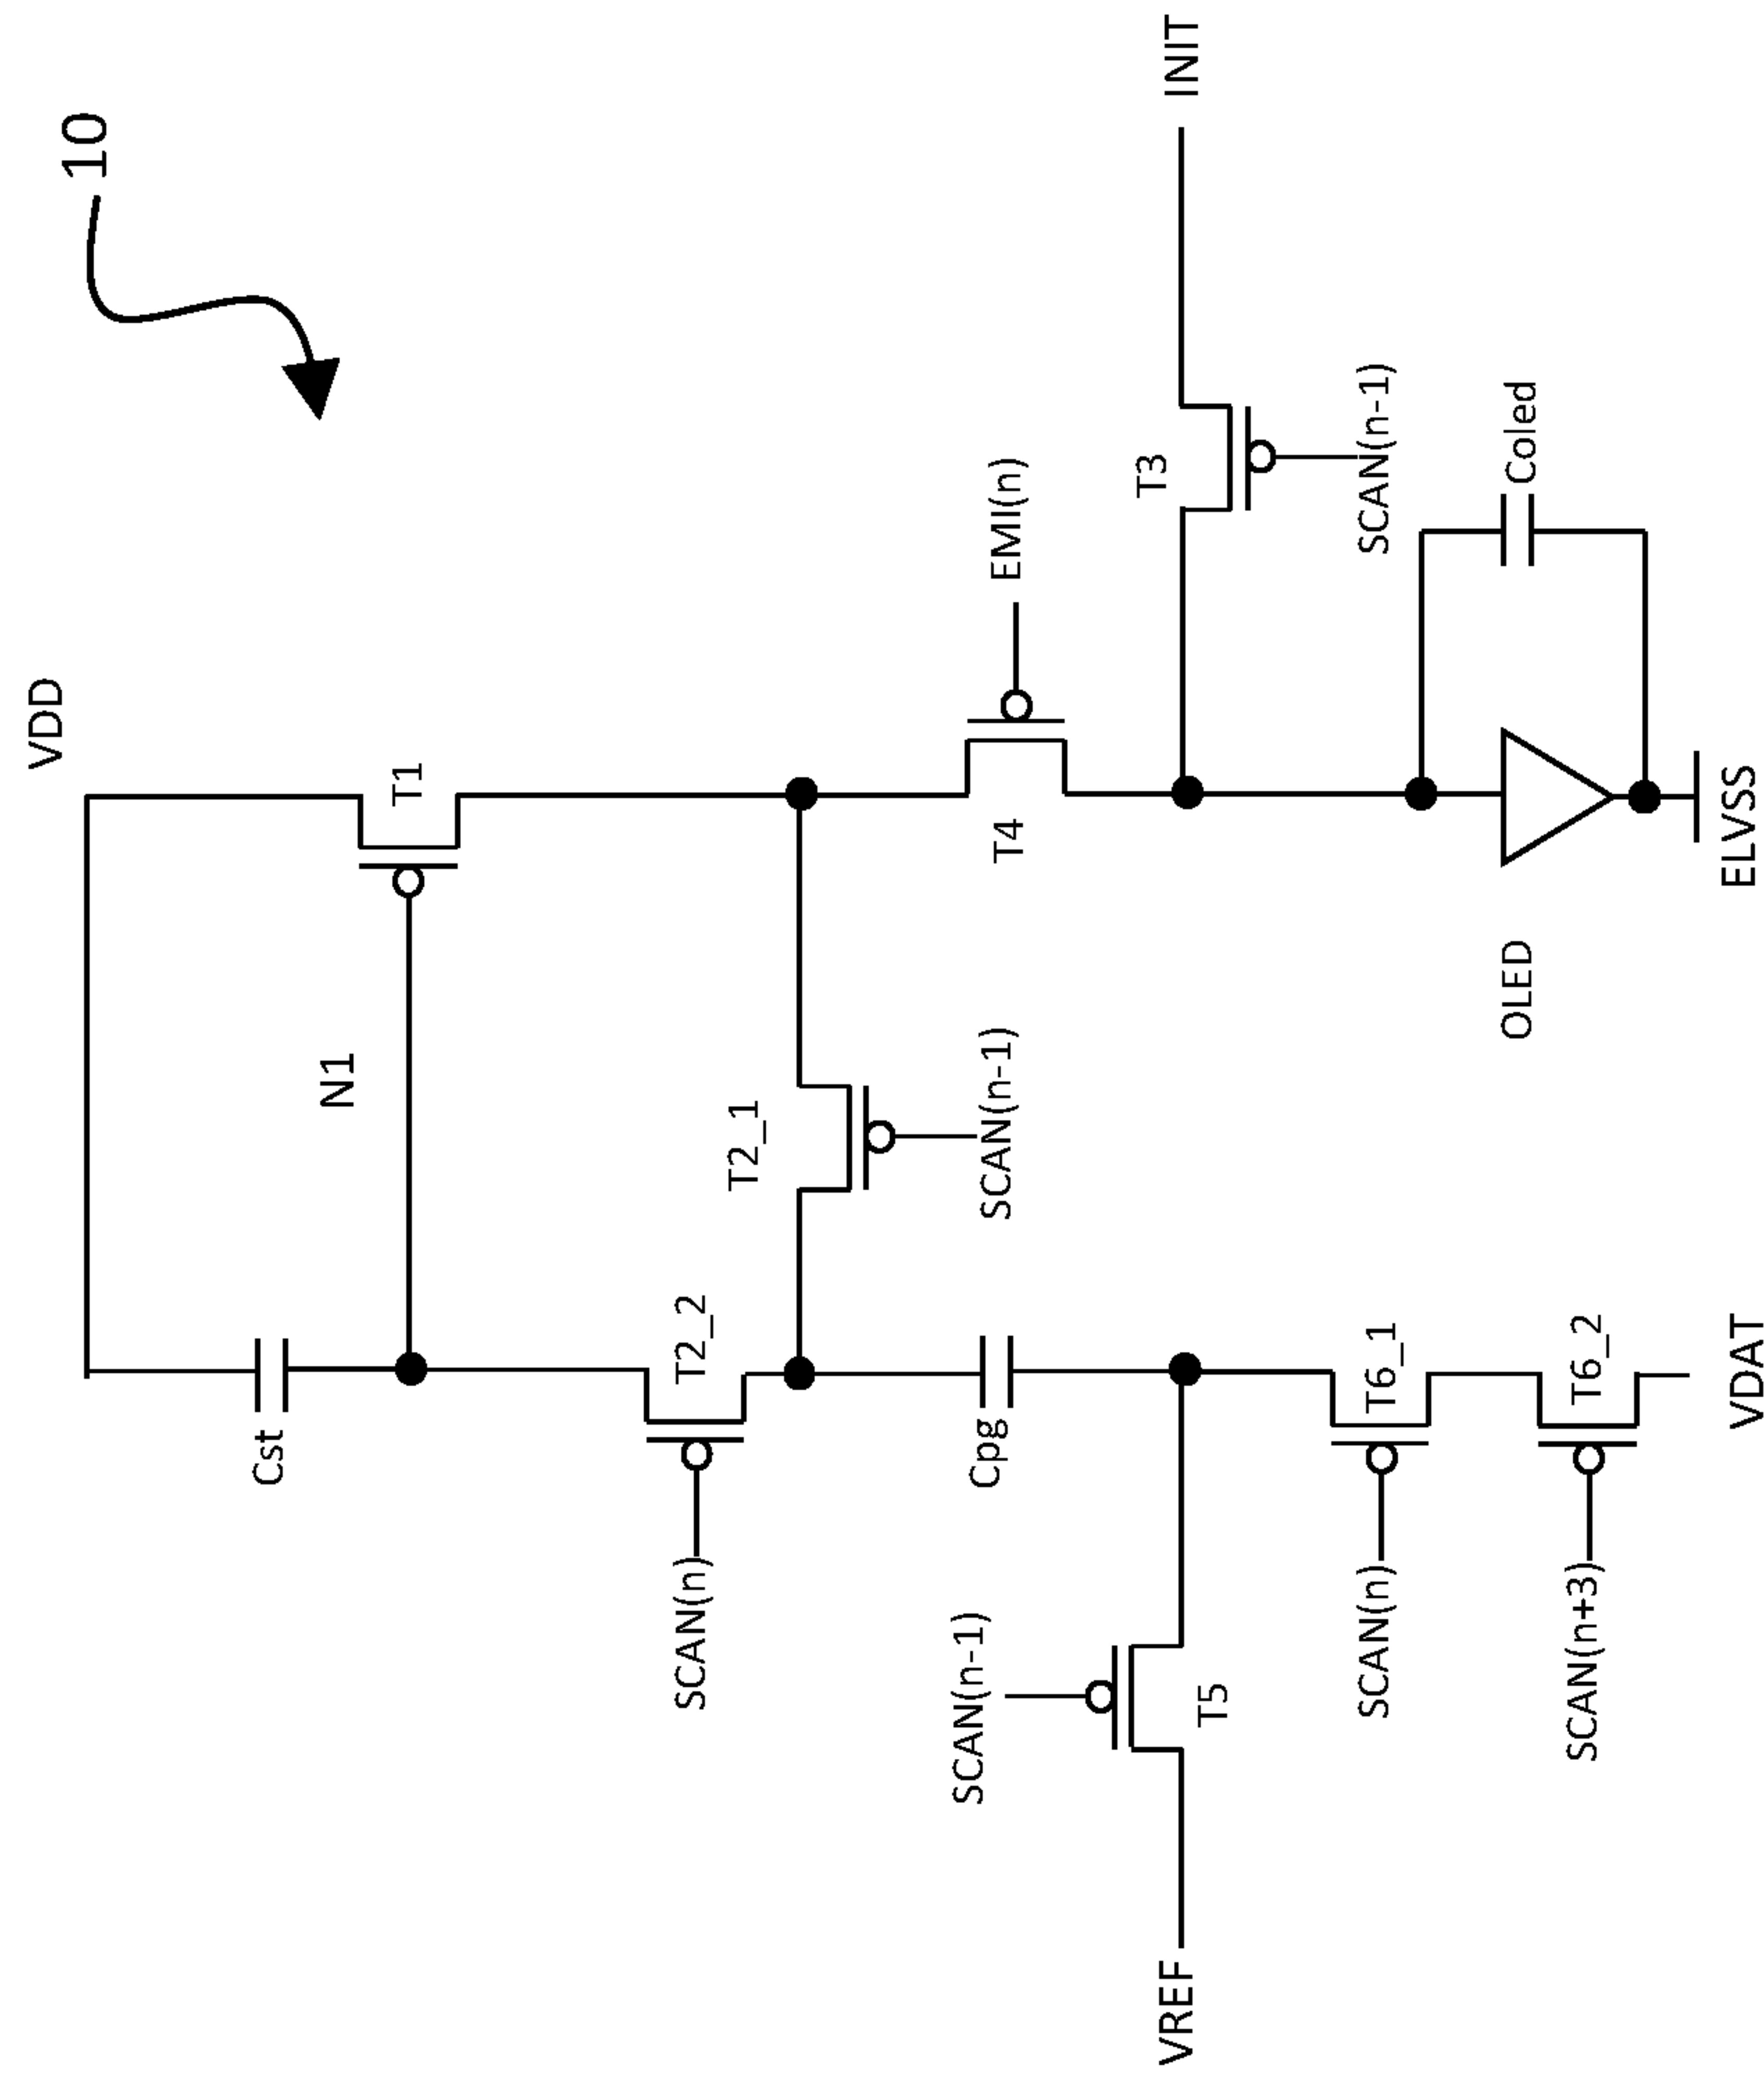 10
VDD
INIT
T1
N1
Cst
EMI(n)
T3
T4
SCAN(n-1)
T2_1
SCAN(n-1)
T2_2
SCAN(n)
Cpg
SCAN(n-1)
T5
VREF
Coled
OLED
ELVSS
T6_1
SCAN(n)
T6_2
SCAN(n+3)
VDAT